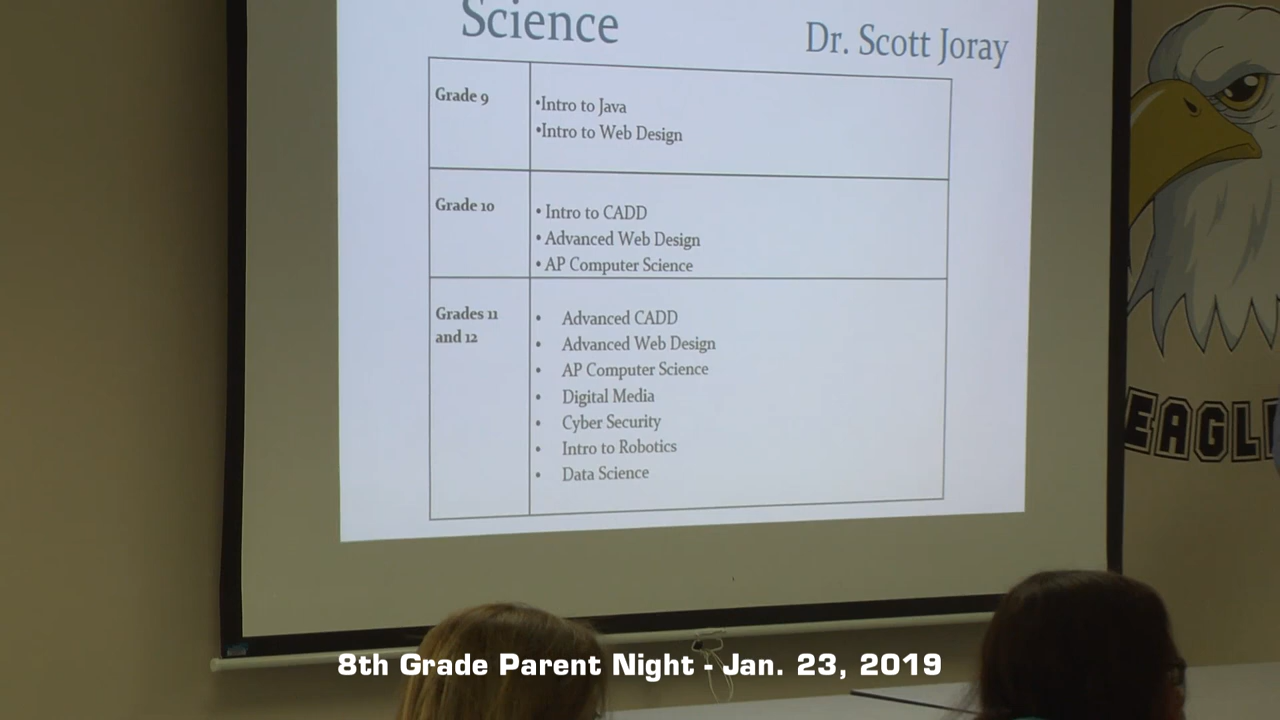 Science
Dr. Scott Joray
Grade 9
•Intro to Java
•Intro to Web Design
Grade 10
• Intro to CADD
• Advanced Web Design
• AP Computer Science
Grades 11
and 12
• Advanced CADD
• Advanced Web Design
• AP Computer Science
• Digital Media
• Cyber Security
• Intro to Robotics
• Data Science
EAGL
8th Grade Parent Night - Jan. 23, 2019